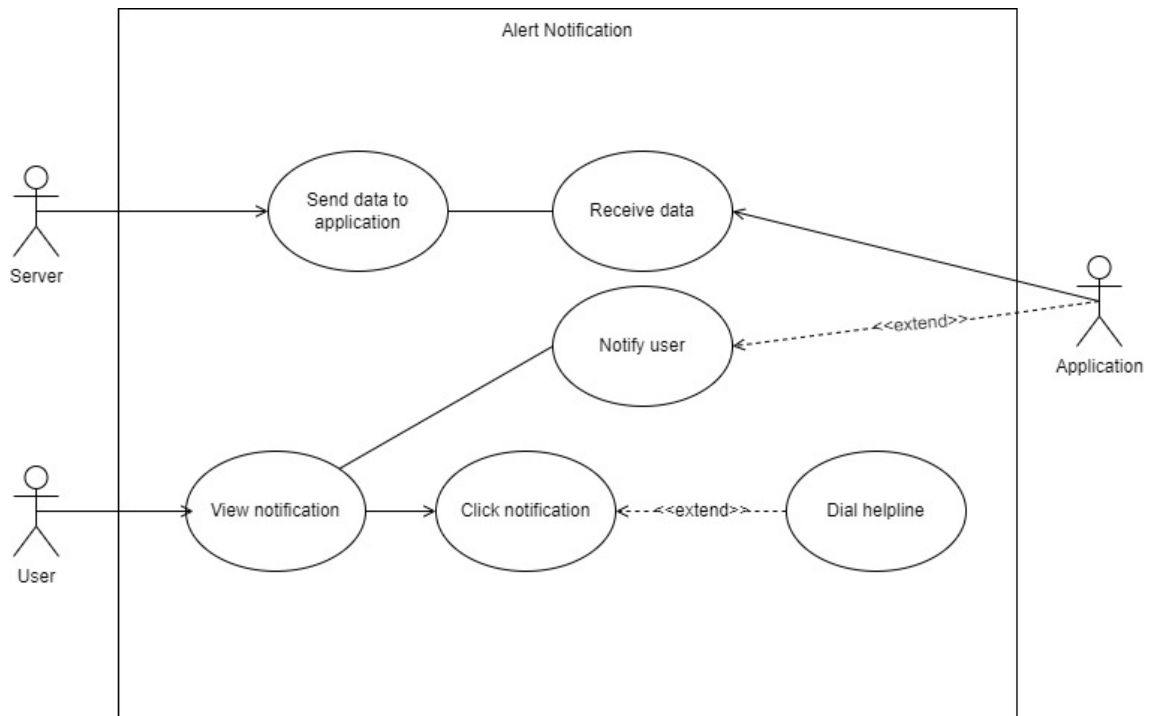 Alert Notification
Send data to
application
Receive data
Server
Notify user
<<extend>>
Application
View notification
Click notification
<<extend>>
Dial helpline
User